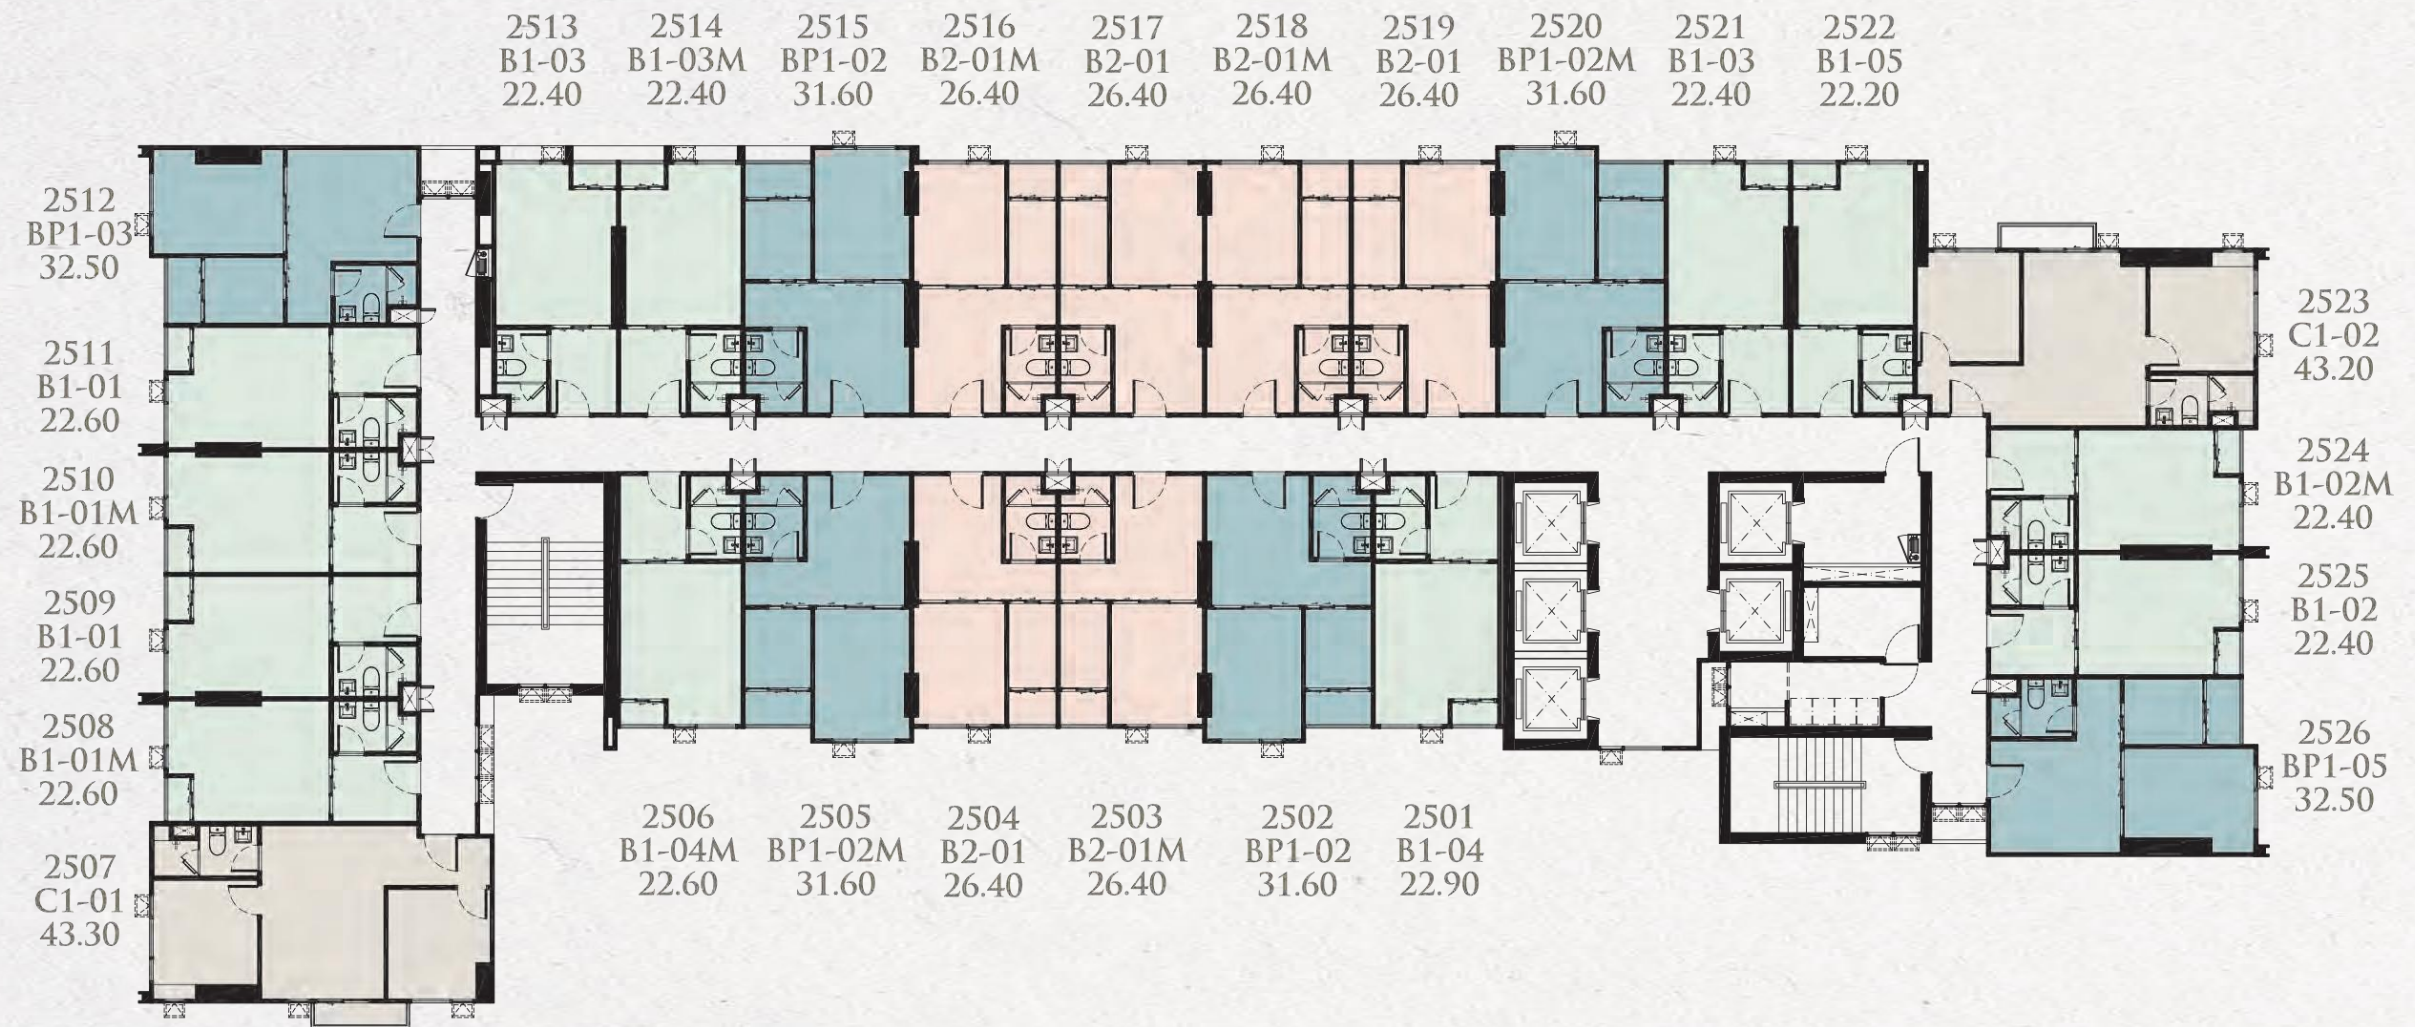 2513
B1-03
22.40
2514
B1-03M
22.40
2515
BP1-02
31.60
2516
B2-01M
26.40
2517
B2-01
26.40
2518
B2-01M
26.40
2519
B2-01
26.40
2520
BP1-02M
31.60
2521
B1-03
22.40
2522
B1-05
22.20
2512
BP1-03
32.50
2511
B1-01
22.60
2510
B1-01M
22.60
2509
B1-01
22.60
2508
B1-01M
22.60
2507
C1-01
43.30
2506
B1-04M
22.60
2505
BP1-02M
31.60
2504
B2-01
26.40
2503
B2-01M
26.40
2502
BP1-02
31.60
2501
B1-04
22.90
2523
C1-02
43.20
2524
B1-02M
22.40
2525
B1-02
22.40
2526
BP1-05
32.50